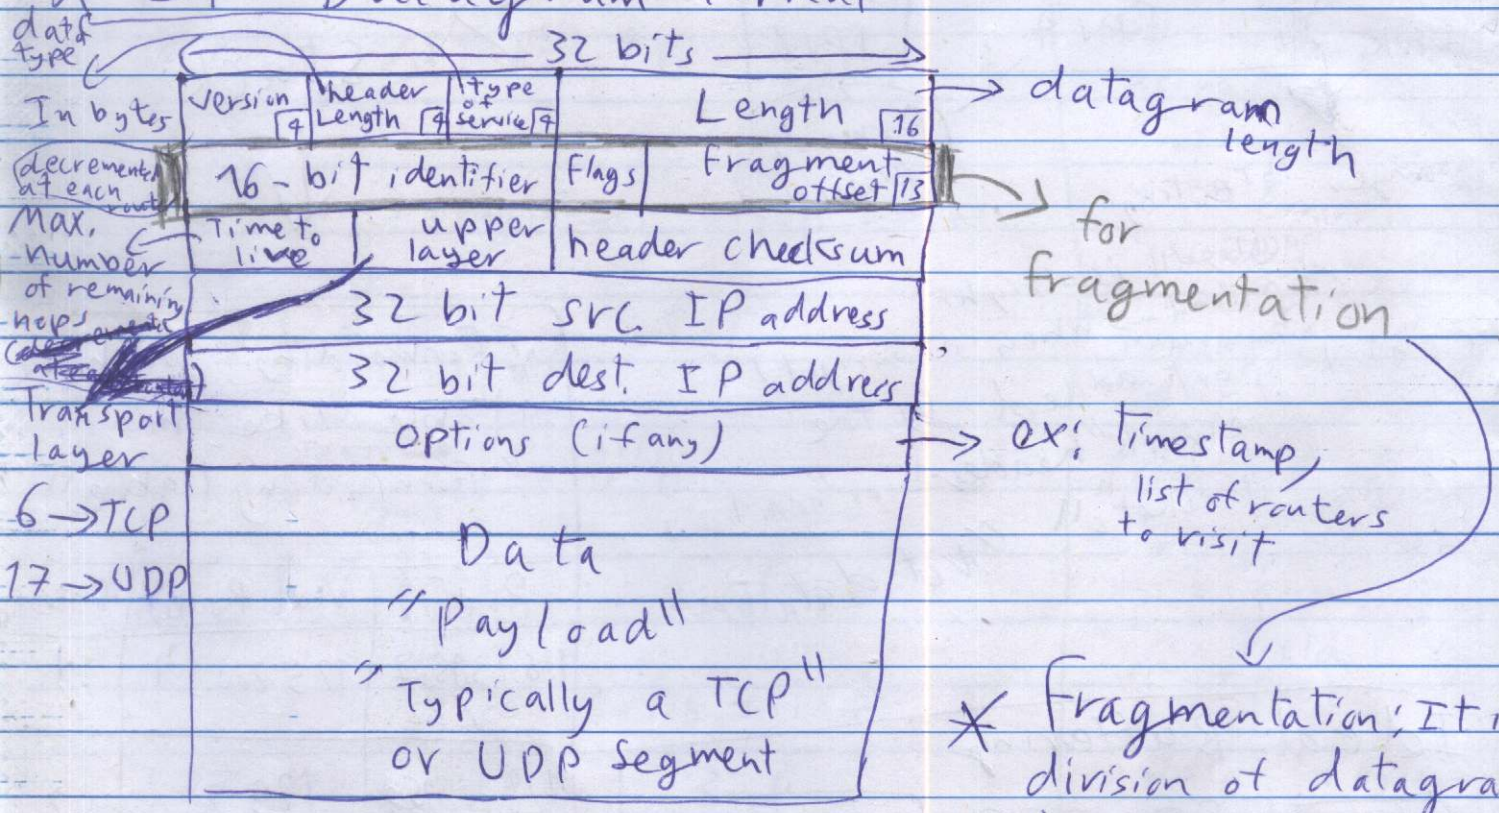 Datagram
data
type
32 bits
In bytes
version 4
header Length 4
type of service 4
Length 16
datagram
length
(decremented
at each
16-bit identifier
Flags
Fragment
offset 13
for
fragmentation
Max.
number
of remaining
hops
Time to
live
upper
layer
header checksum
32 bit src. IP address
32 bit dest. IP address
Transport
layer
options (if any)
ex: timestamp,
list of routers
to visit
6 → TCP
17 → UDP
Data
"Payload"
"Typically a TCP"
or UDP segment
* Fragmentation: It
division of datagra